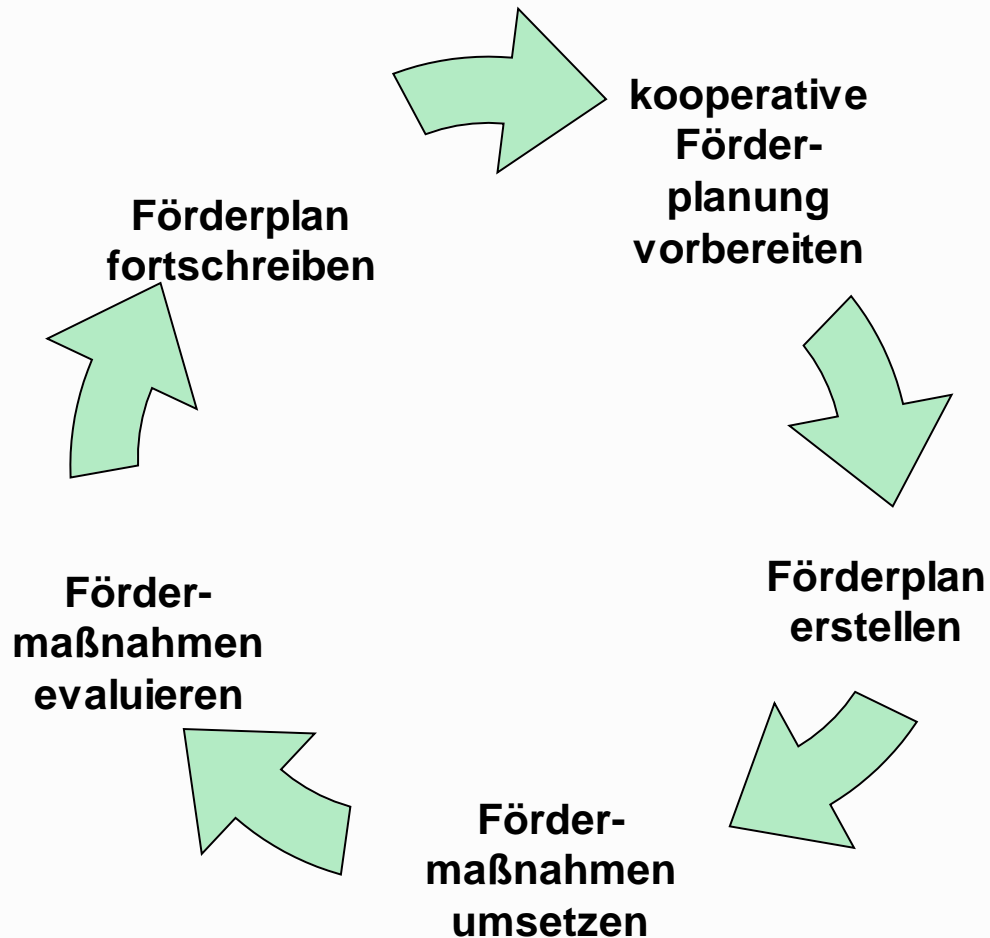 kooperative
Förder-
planung
vorbereiten
Förderplan
erstellen
Förder-
maßnahmen
umsetzen
Förder-
maßnahmen
evaluieren
Förderplan
fortschreiben